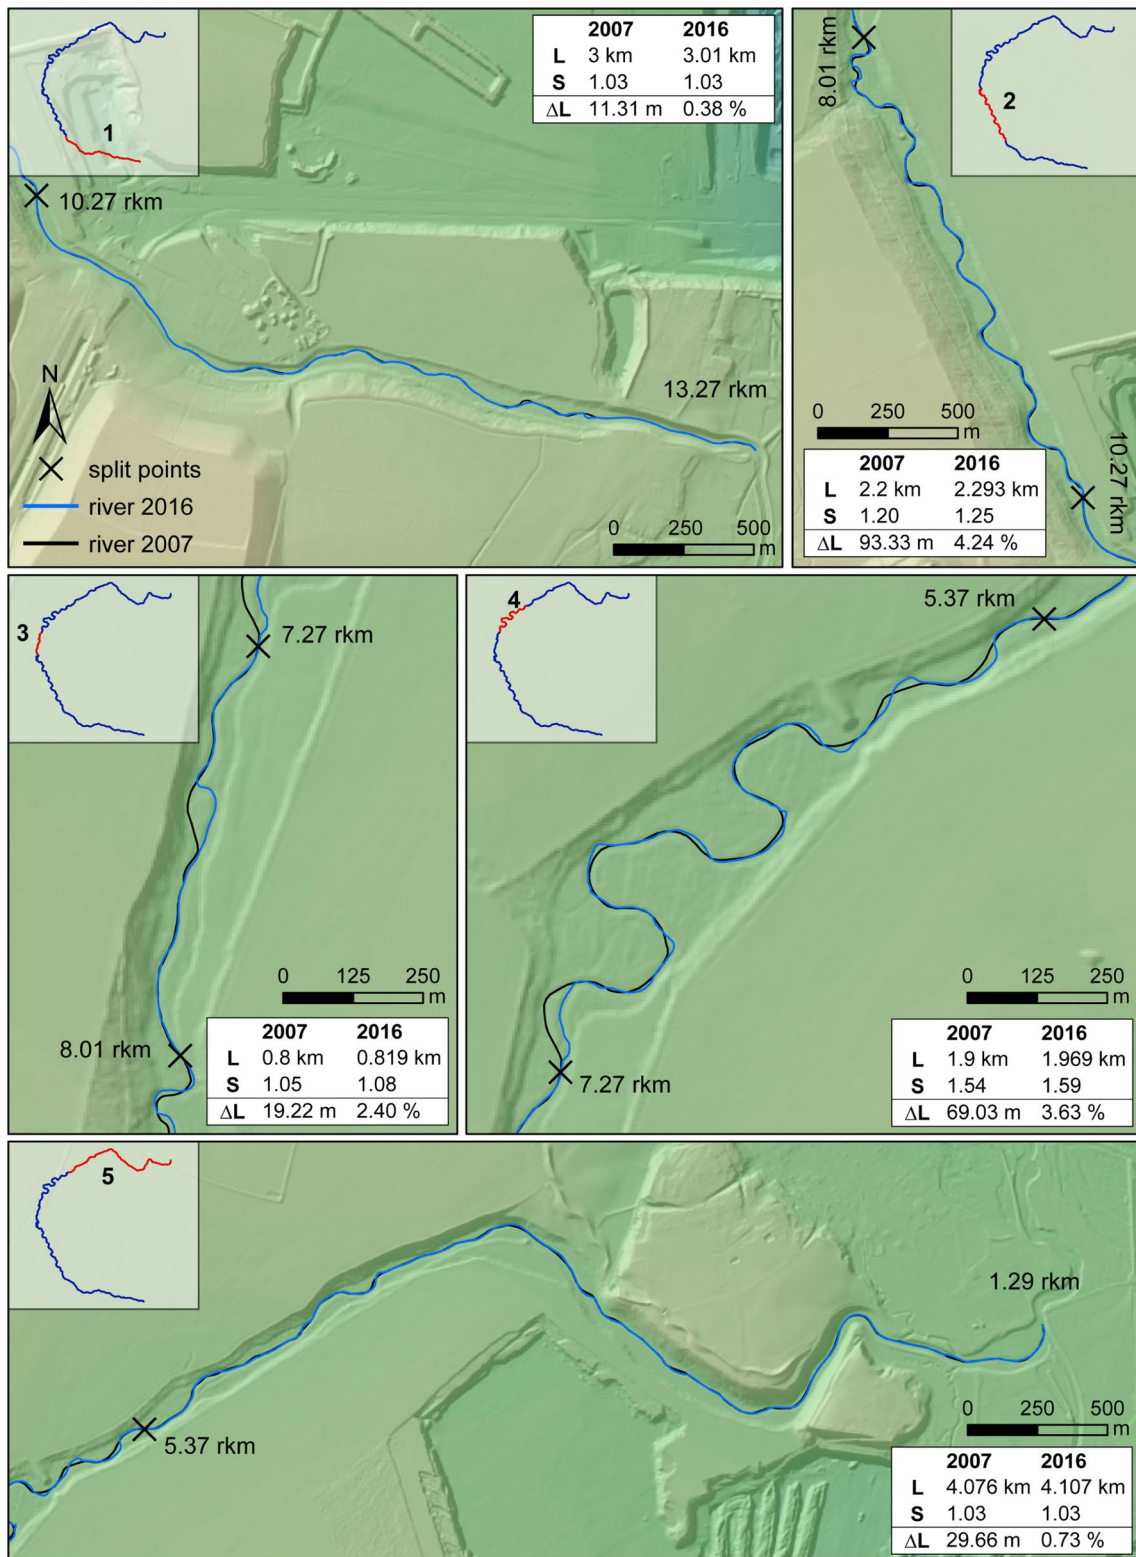 1
2007 2016
L 3 km 3.01 km
S 1.03 1.03
ΔL 11.31 m 0.38 %
10.27 rkm
13.27 rkm
N
split points
river 2016
river 2007
0 250 500
m
8.01 rkm
2
10.27 rkm
0 250 500
m
2007 2016
L 2.2 km 2.293 km
S 1.20 1.25
ΔL 93.33 m 4.24 %
3
7.27 rkm
0 125 250
m
8.01 rkm
2007 2016
L 0.8 km 0.819 km
S 1.05 1.08
ΔL 19.22 m 2.40 %
4
5.37 rkm
0 125 250
m
7.27 rkm
2007 2016
L 1.9 km 1.969 km
S 1.54 1.59
ΔL 69.03 m 3.63 %
5
1.29 rkm
5.37 rkm
0 250 500
m
2007 2016
L 4.076 km 4.107 km
S 1.03 1.03
ΔL 29.66 m 0.73 %